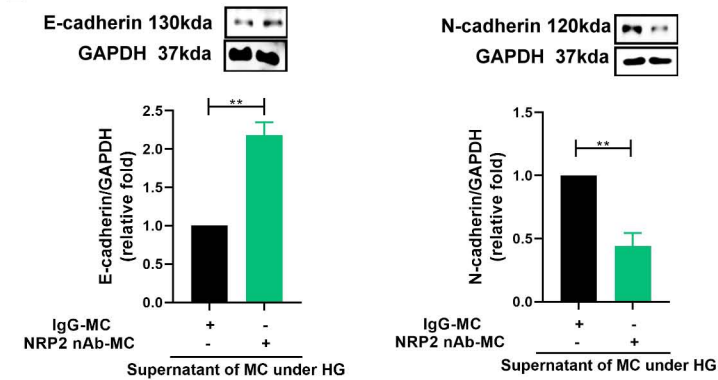 E-cadherin 130kda
GAPDH 37kda
**
2.5
2.0
1.5
1.0
0.5
0.0
E-cadherin/GAPDH
(relative fold)
IgG-MC + -
NRP2 nAb-MC - +
Supernatant of MC under HG
N-cadherin 120kda
GAPDH 37kda
**
1.5
1.0
0.5
0.0
N-cadherin/GAPDH
(relative fold)
IgG-MC + -
NRP2 nAb-MC - +
Supernatant of MC under HG